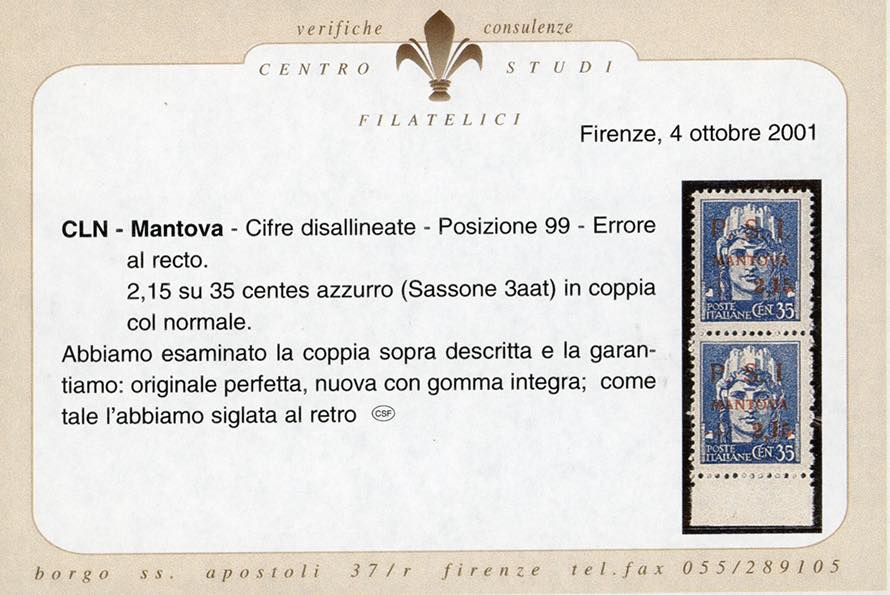 verifiche consulenze
CENTRO STUDI
FILATELICI
Firenze, 4 ottobre 2001
CLN - Mantova - Cifre disallineate - Posizione 99 - Errore
al recto.
2,15 su 35 centes azzurro (Sassone 3aat) in coppia
col normale.
Abbiamo esaminato la coppia sopra descritta e la garan-
tiamo: originale perfetta, nuova con gomma integra; come
tale l'abbiamo siglata al retro CSF
P. S. I.
MANTOVA
2,15
POSTE
ITALIANE CEN. 35
P. S. I
MANTOVA
2,15
POSTE
ITALIANE CEN. 35
borgo ss. apostoli 37/r firenze tel.fax 055/289105